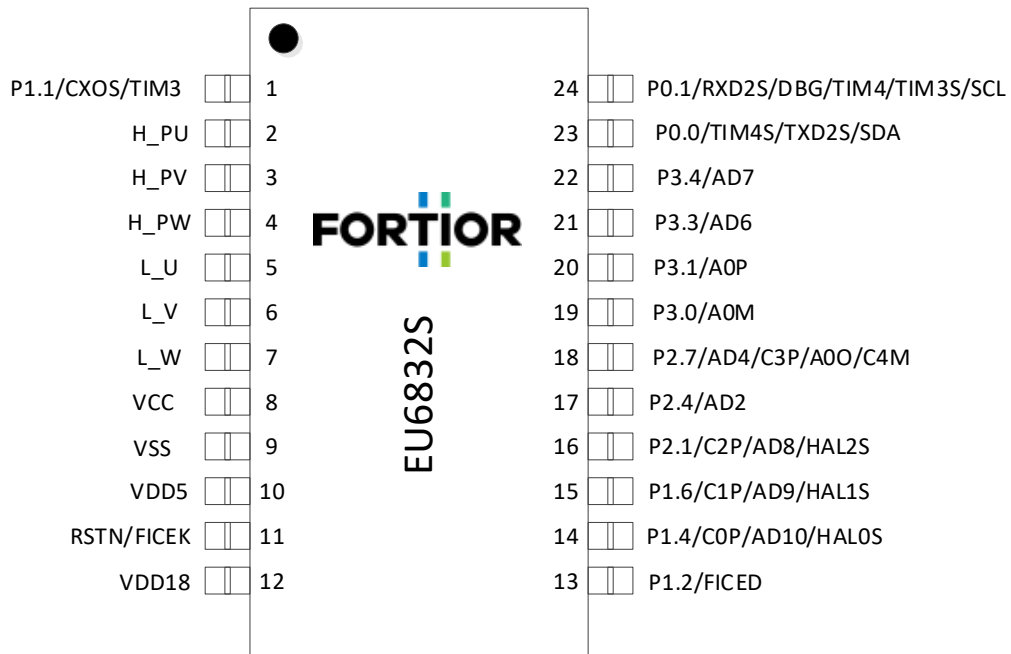 P1.1/CXOS/TIM3 1 24 P0.1/RXD2S/DBG/TIM4/TIM3S/SCL
H_PU 2 23 P0.0/TIM4S/TXD2S/SDA
H_PV 3 22 P3.4/AD7
H_PW 4 FORTIOR 21 P3.3/AD6
L_U 5 20 P3.1/A0P
L_V 6 19 P3.0/A0M
L_W 7 18 P2.7/AD4/C3P/A0O/C4M
VCC 8 17 P2.4/AD2
VSS 9 16 P2.1/C2P/AD8/HAL2S
VDD5 10 15 P1.6/C1P/AD9/HAL1S
RSTN/FICEK 11 14 P1.4/C0P/AD10/HAL0S
VDD18 12 13 P1.2/FICED
EU6832S